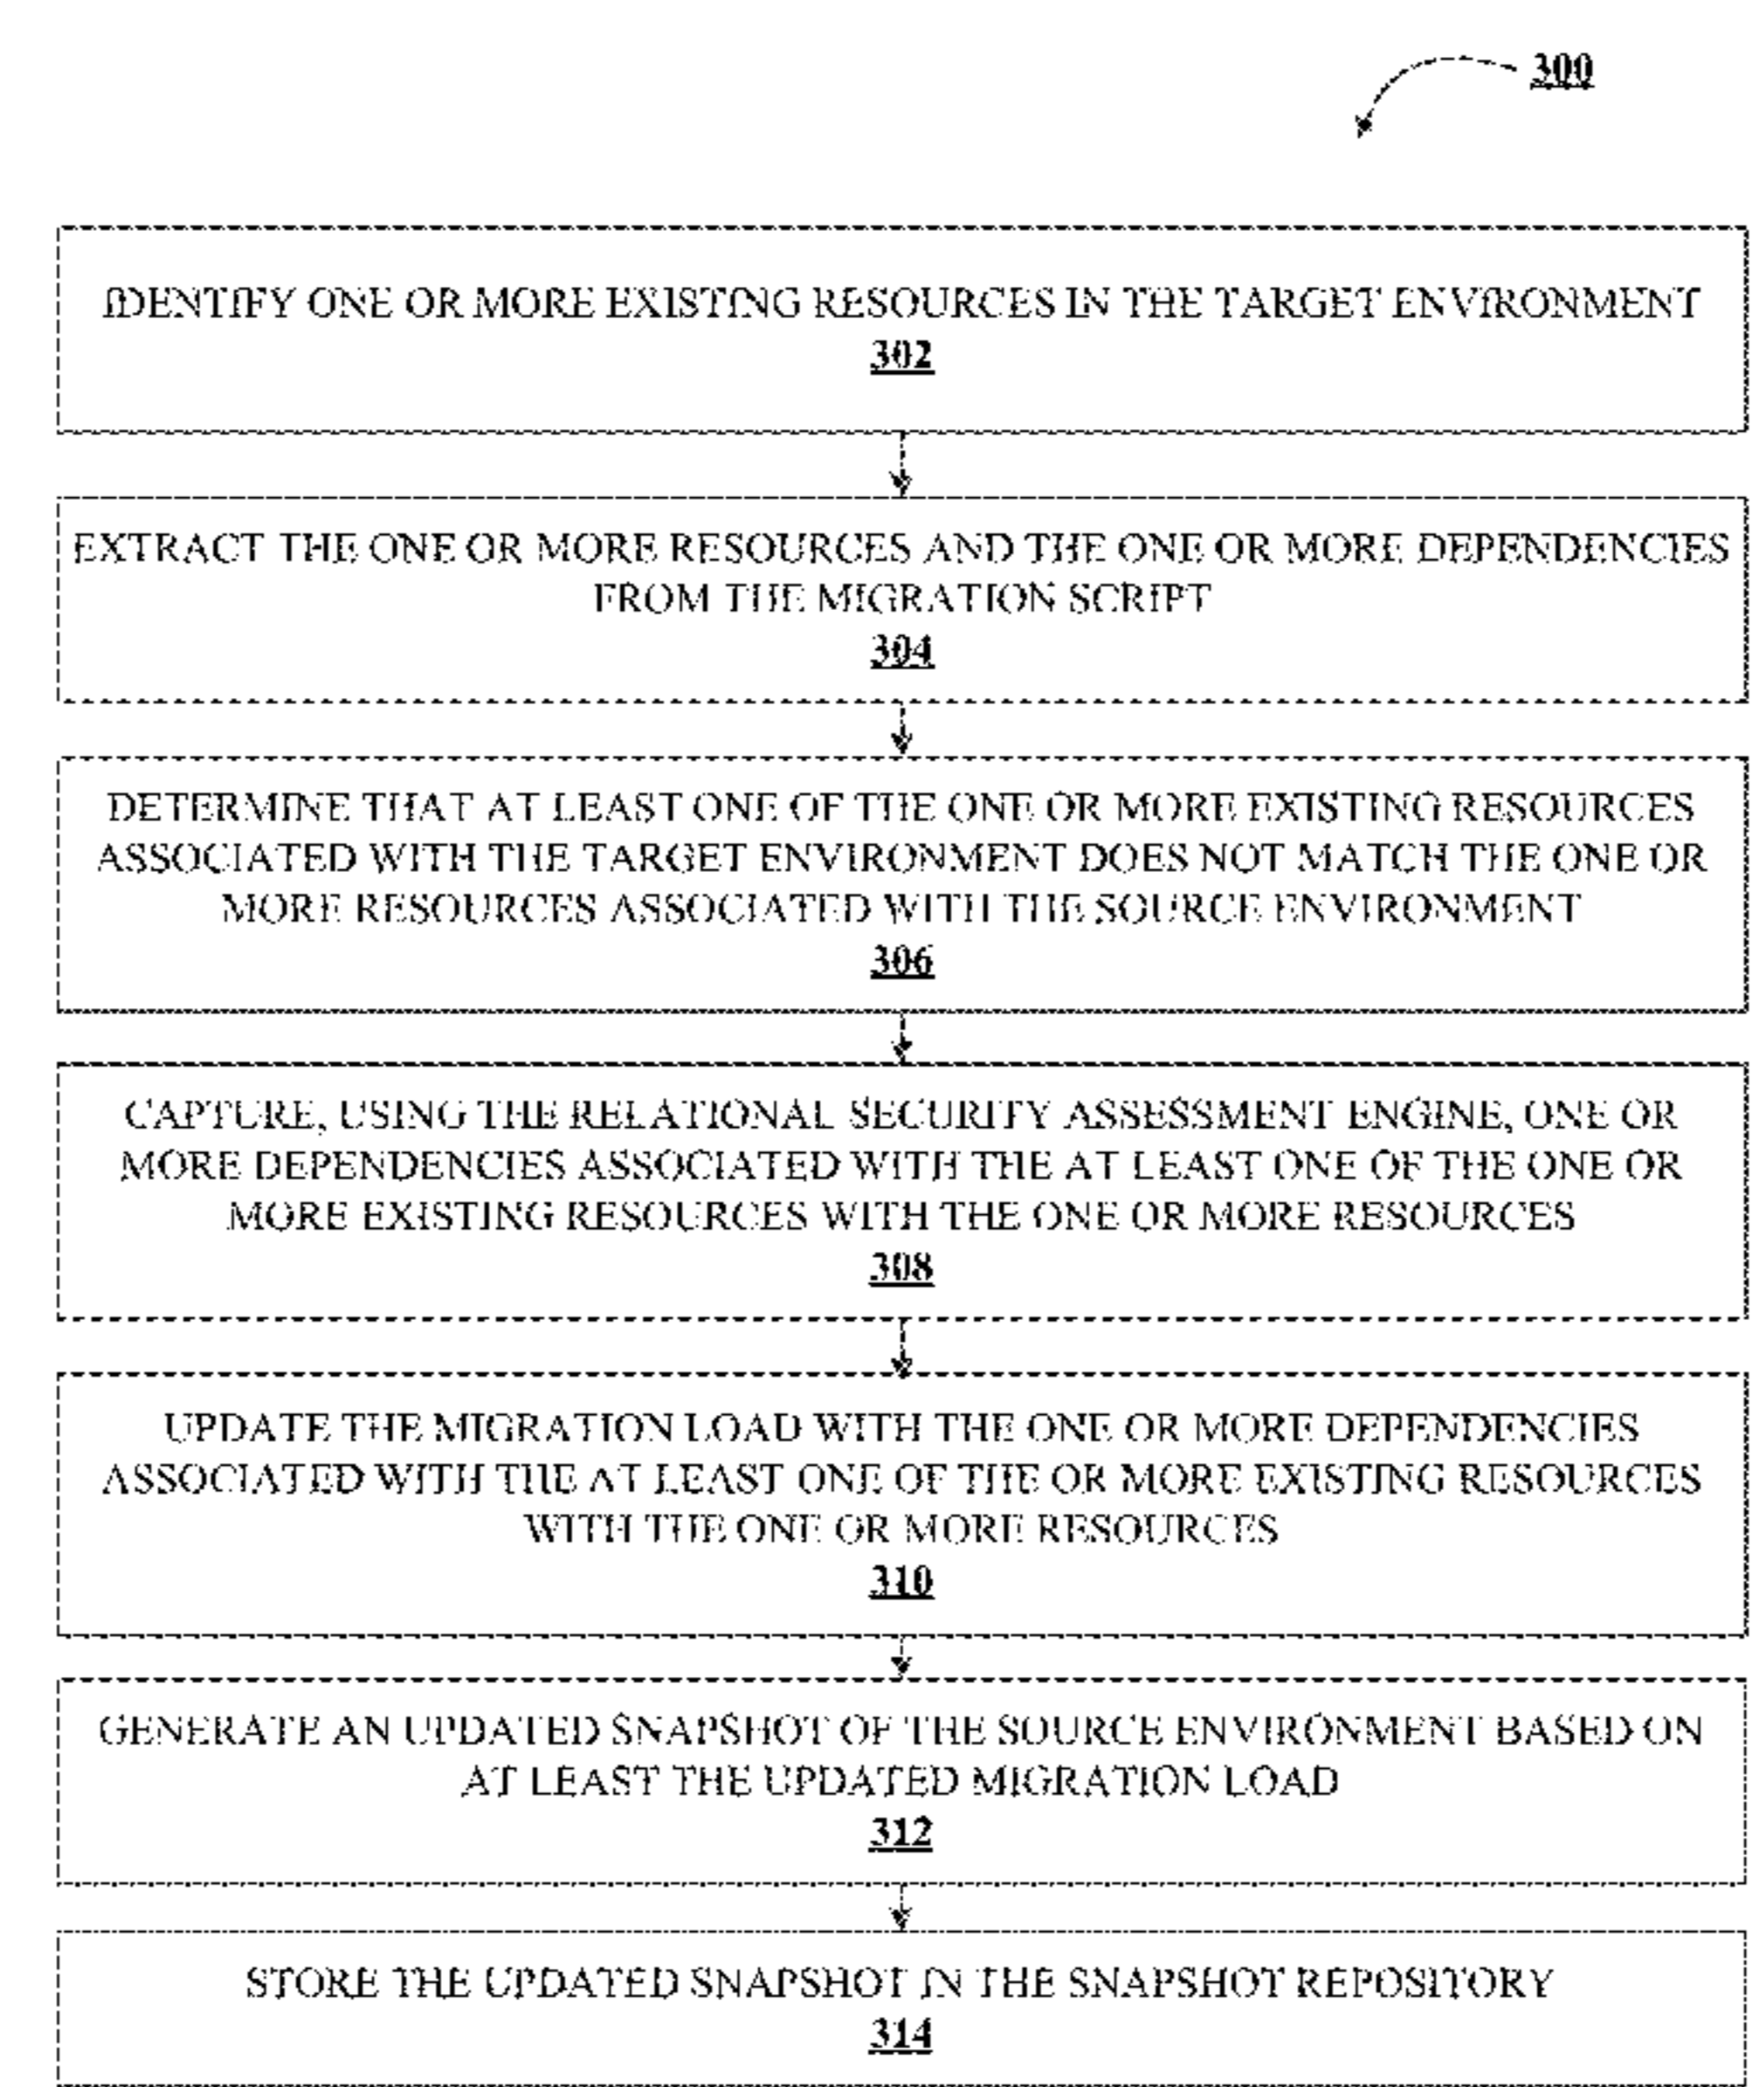 300
IDENTIFY ONE OR MORE EXISTING RESOURCES IN THE TARGET ENVIRONMENT
302
EXTRACT THE ONE OR MORE RESOURCES AND THE ONE OR MORE DEPENDENCIES
FROM THE MIGRATION SCRIPT
304
DETERMINE THAT AT LEAST ONE OF THE ONE OR MORE EXISTING RESOURCES
ASSOCIATED WITH THE TARGET ENVIRONMENT DOES NOT MATCH THE ONE OR
MORE RESOURCES ASSOCIATED WITH THE SOURCE ENVIRONMENT
306
CAPTURE, USING THE RELATIONAL SECURITY ASSESSMENT ENGINE, ONE OR
MORE DEPENDENCIES ASSOCIATED WITH THE AT LEAST ONE OF THE ONE OR
MORE EXISTING RESOURCES WITH THE ONE OR MORE RESOURCES
308
UPDATE THE MIGRATION LOAD WITH THE ONE OR MORE DEPENDENCIES
ASSOCIATED WITH THE AT LEAST ONE OF THE OR MORE EXISTING RESOURCES
WITH THE ONE OR MORE RESOURCES
310
GENERATE AN UPDATED SNAPSHOT OF THE SOURCE ENVIRONMENT BASED ON
AT LEAST THE UPDATED MIGRATION LOAD
312
STORE THE UPDATED SNAPSHOT IN THE SNAPSHOT REPOSITORY
314